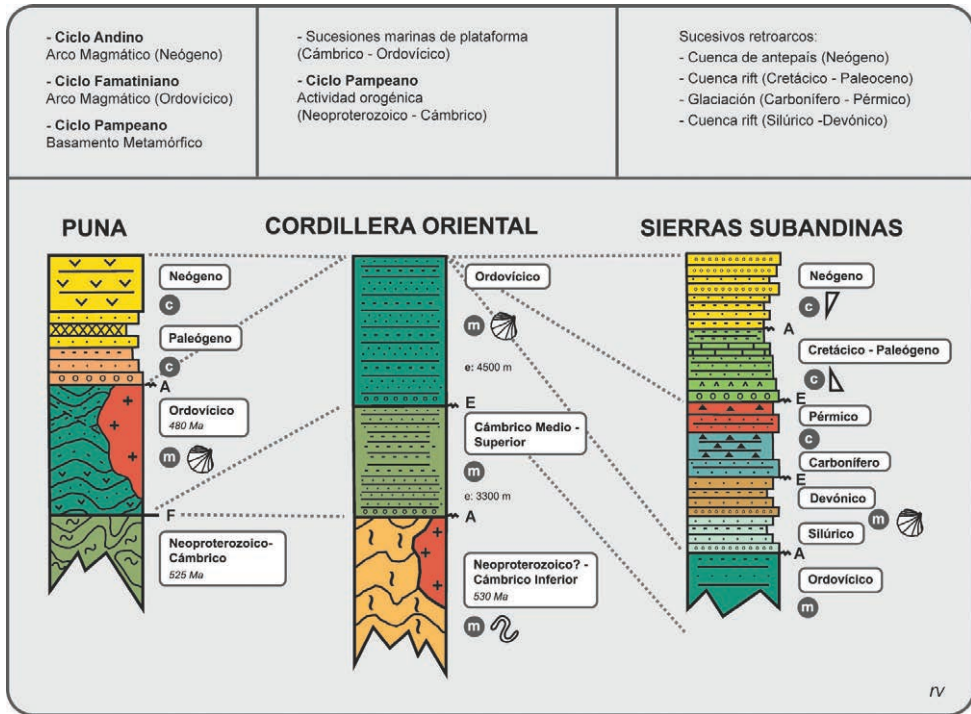 - Ciclo Andino
Arco Magmático (Neógeno)
- Ciclo Famatiniano
Arco Magmático (Ordovícico)
- Ciclo Pampeano
Basamento Metamórfico
- Sucesiones marinas de plataforma
(Cámbrico - Ordovícico)
- Ciclo Pampeano
Actividad orogénica
(Neoproterozoico - Cámbrico)
Sucesivos retroarcos:
- Cuenca de antepaís (Neógeno)
- Cuenca rift (Cretácico - Paleoceno)
- Glaciación (Carbonífero - Pérmico)
- Cuenca rift (Silúrico -Devónico)
PUNA
Neógeno
c
Paleógeno
c
A
Ordovícico
480 Ma
m
F
Neoproterozoico-
Cámbrico
525 Ma
CORDILLERA ORIENTAL
Ordovícico
m
e: 4500 m
E
Cámbrico Medio -
Superior
m
e: 3300 m
A
Neoproterozoico? -
Cámbrico Inferior
530 Ma
m
SIERRAS SUBANDINAS
Neógeno
c
A
Cretácico - Paleógeno
c
E
Pérmico
c
Carbonífero
E
Devónico
m
Silúrico
A
Ordovícico
m
rv